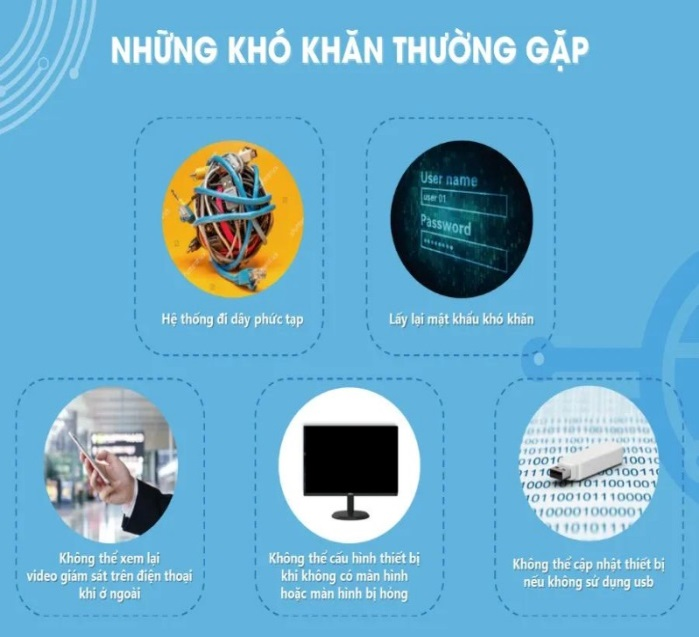 NHỮNG KHÓ KHĂN THƯỜNG GẶP
User name
user 01
Password
Hệ thống đi dây phức tạp
Lấy lại mật khẩu khó khăn
Không thể xem lại
video giám sát trên điện thoại
khi ở ngoài
Không thể cấu hình thiết bị
khi không có màn hình
hoặc màn hình bị hỏng
Không thể cập nhật thiết bị
nếu không sử dụng usb